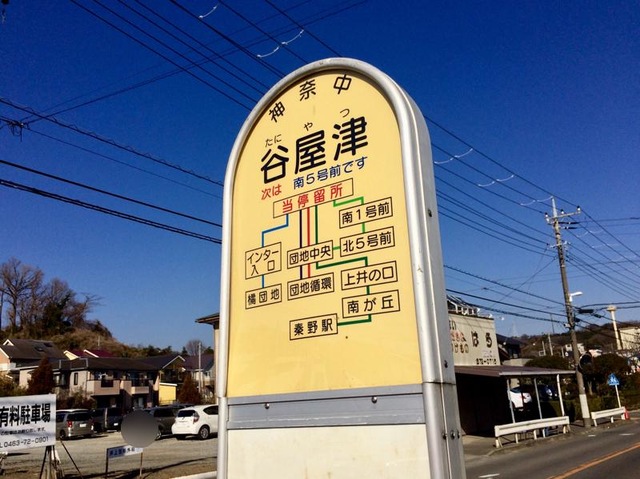 神奈中
たにやつ
谷屋津
次は 南5号前です
当停留所
南1号前
インター入口
団地中央
北5号前
橘団地
団地循環
上井の口
南が丘
秦野駅
有料駐車場
TEL0463-72-0901